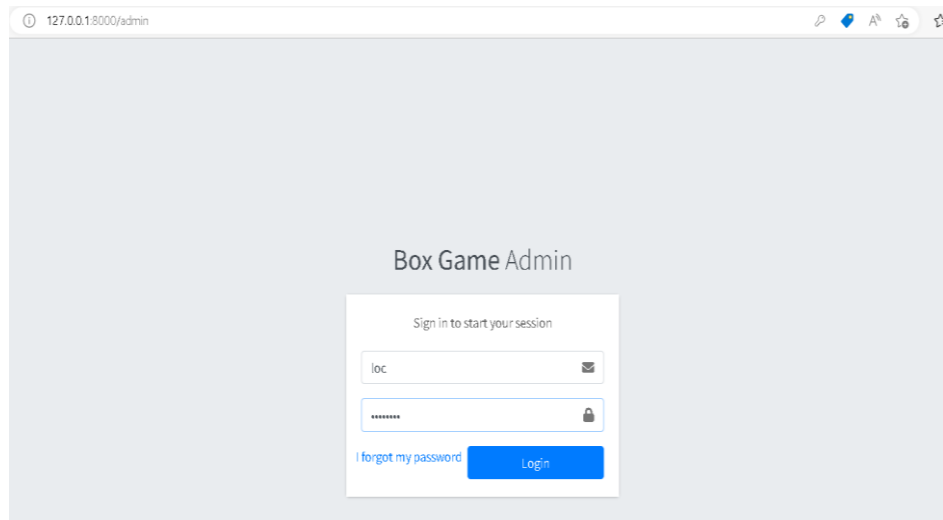 127.0.0.1:8000/admin
Box Game Admin
Sign in to start your session
loc
••••••••
I forgot my password
Login